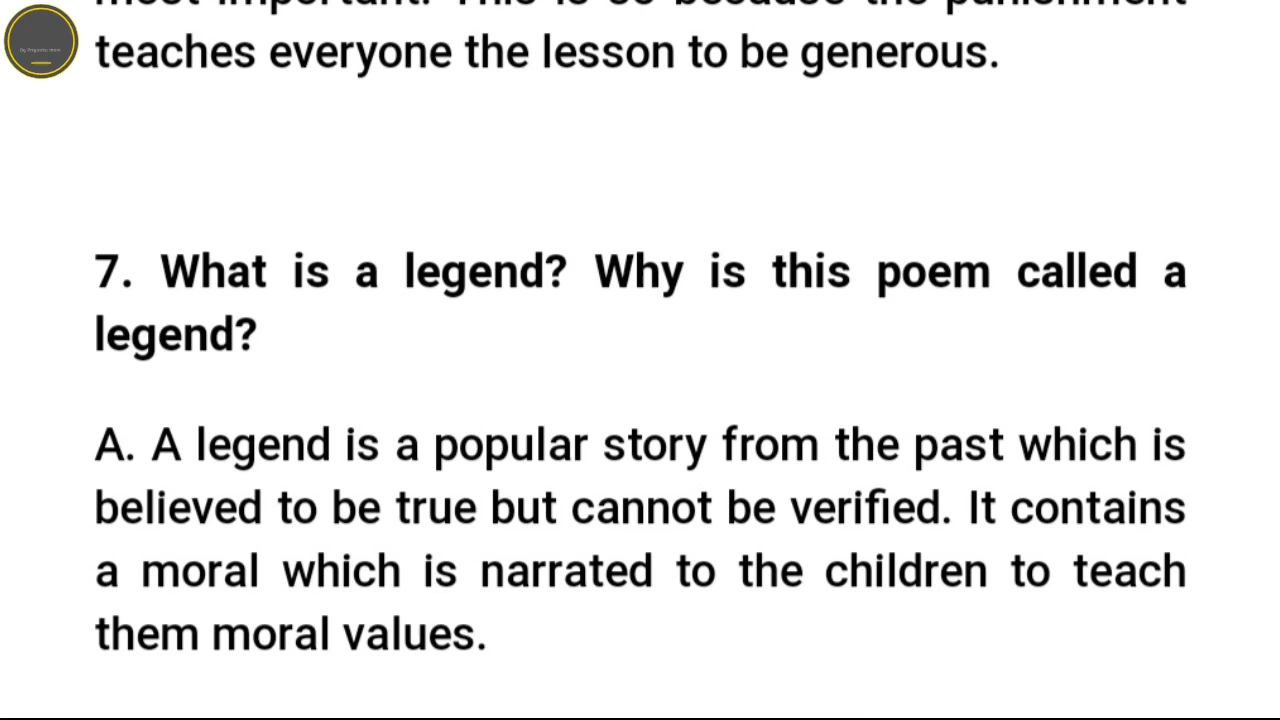 teaches everyone the lesson to be generous.
7. What is a legend? Why is this poem called a
legend?
A. A legend is a popular story from the past which is
believed to be true but cannot be verified. It contains
a moral which is narrated to the children to teach
them moral values.